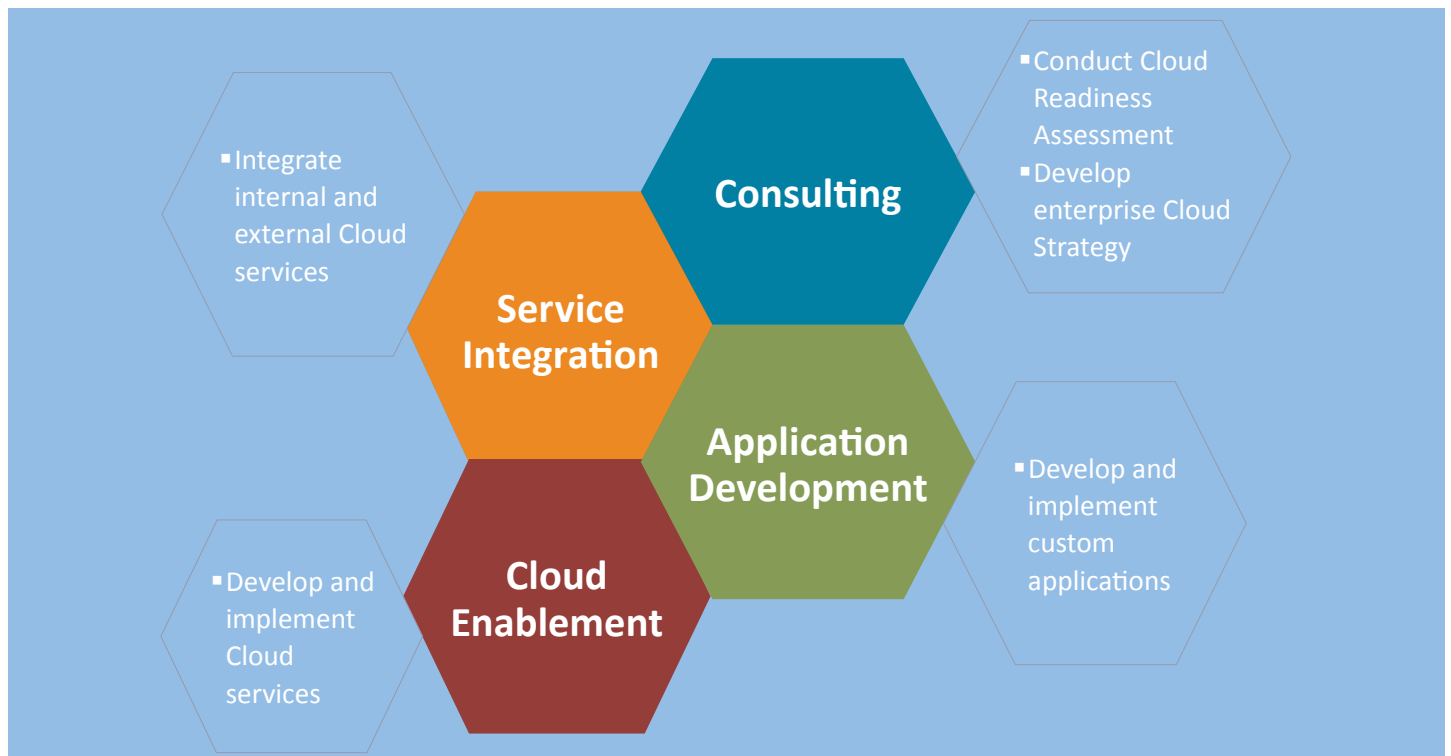 ▪Conduct Cloud
Readiness
Assessment
▪Develop
enterprise Cloud
Strategy
Consulting
▪Integrate
internal and
external Cloud
services
Service
Integration
Application
Development
▪Develop and
implement
custom
applications
Cloud
Enablement
▪Develop and
implement
Cloud
services